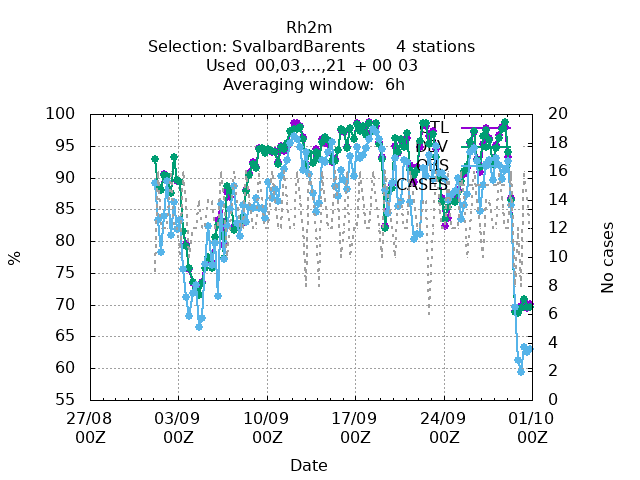 Rh2m
Selection: SvalbardBarents 4 stations
Used 00,03,...,21 + 00 03
Averaging window: 6h
100
95
90
85
80
75
70
65
60
55
%
20
18
16
14
12
10
8
6
4
2
0
No cases
CTL
OBS
CASES
27/08 03/09 10/09 17/09 24/09 01/10
00Z 00Z 00Z 00Z 00Z 00Z
Date